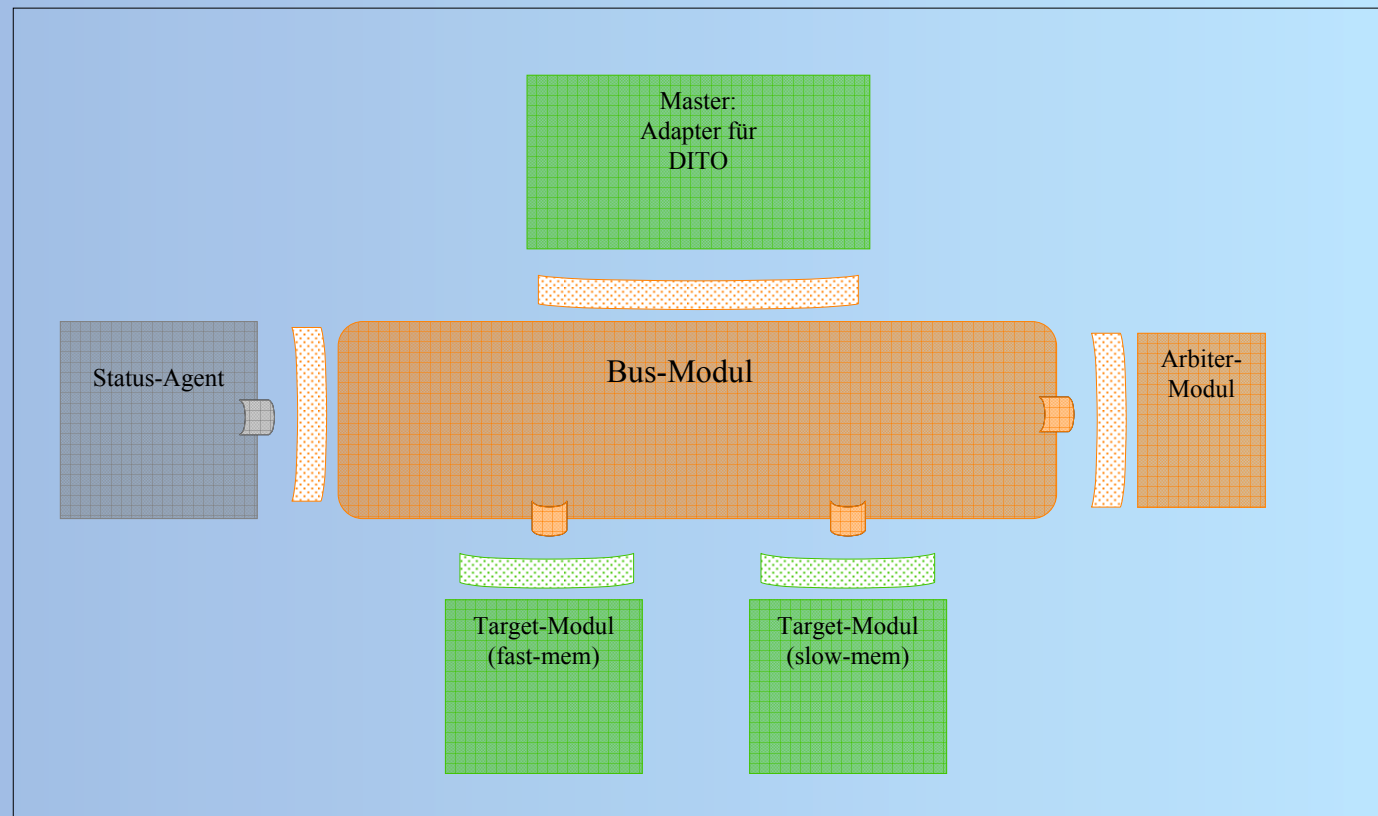 Master:
Adapter für
DITO
Status-Agent
Bus-Modul
Arbiter-
Modul
Target-Modul
(fast-mem)
Target-Modul
(slow-mem)